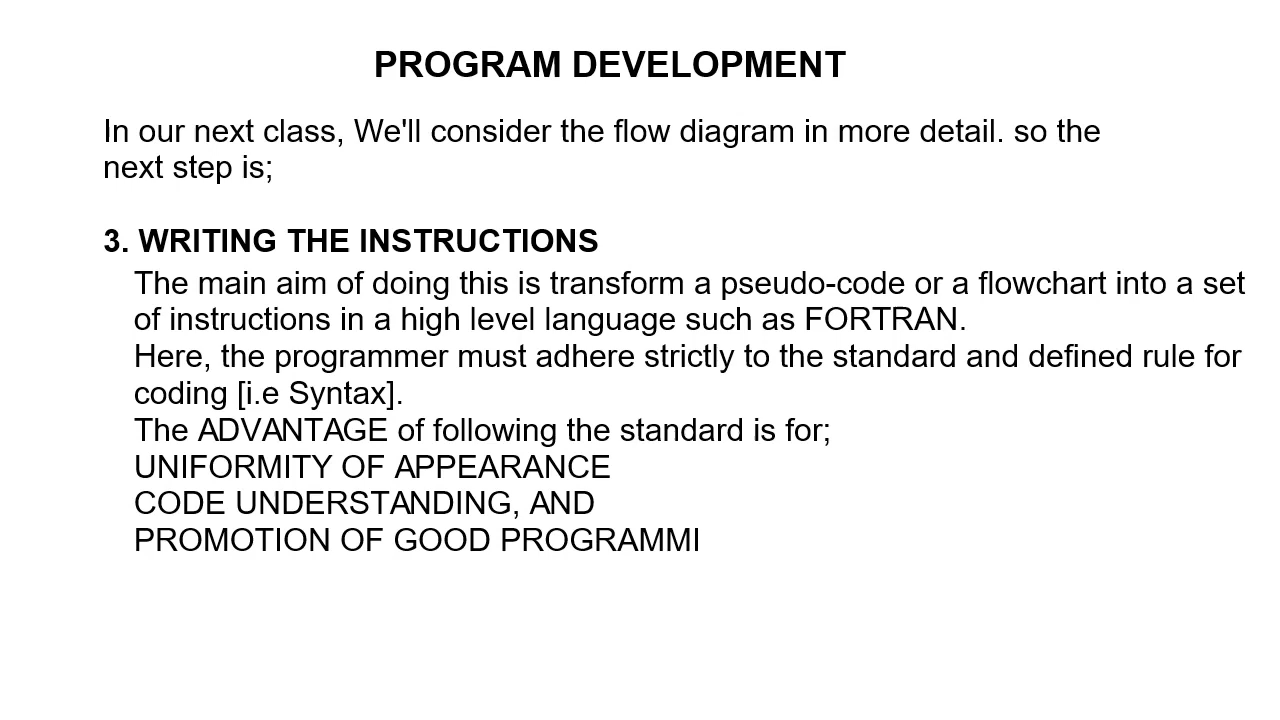 PROGRAM DEVELOPMENT
In our next class, We'll consider the flow diagram in more detail. so the
next step is;
3. WRITING THE INSTRUCTIONS
The main aim of doing this is transform a pseudo-code or a flowchart into a set
of instructions in a high level language such as FORTRAN.
Here, the programmer must adhere strictly to the standard and defined rule for
coding [i.e Syntax].
The ADVANTAGE of following the standard is for;
UNIFORMITY OF APPEARANCE
CODE UNDERSTANDING, AND
PROMOTION OF GOOD PROGRAMMI